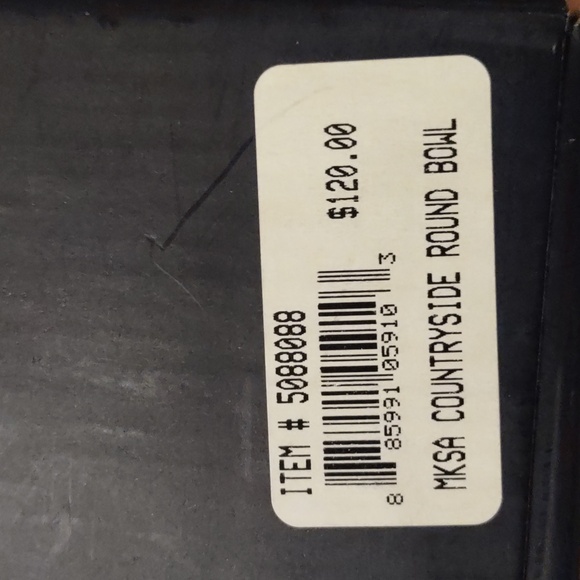 ITEM # 5088088
$120.00
8 85991 05910 3
MKSA COUNTRYSIDE ROUND BOWL